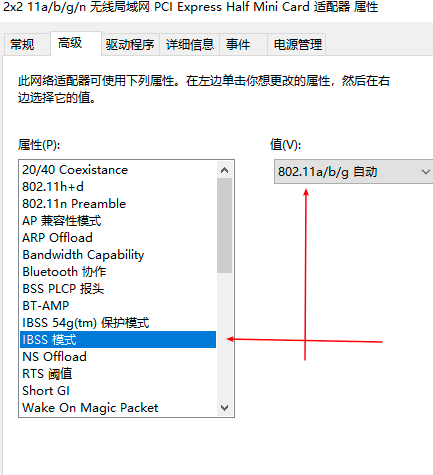 2x2 11a/b/g/n 无线局域网 PCI Express Half Mini Card 适配器 属性
常规 高级 驱动程序 详细信息 事件 电源管理
此网络适配器可使用下列属性。在左边单击你想更改的属性，然后在右
边选择它的值。
属性(P): 值(V):
20/40 Coexistance 802.11a/b/g 自动
802.11h+d
802.11n Preamble
AP 兼容性模式
ARP Offload
Bandwidth Capability
Bluetooth 协作
BSS PLCP 报头
BT-AMP
IBSS 54g(tm) 保护模式
IBSS 模式
NS Offload
RTS 阈值
Short GI
Wake On Magic Packet